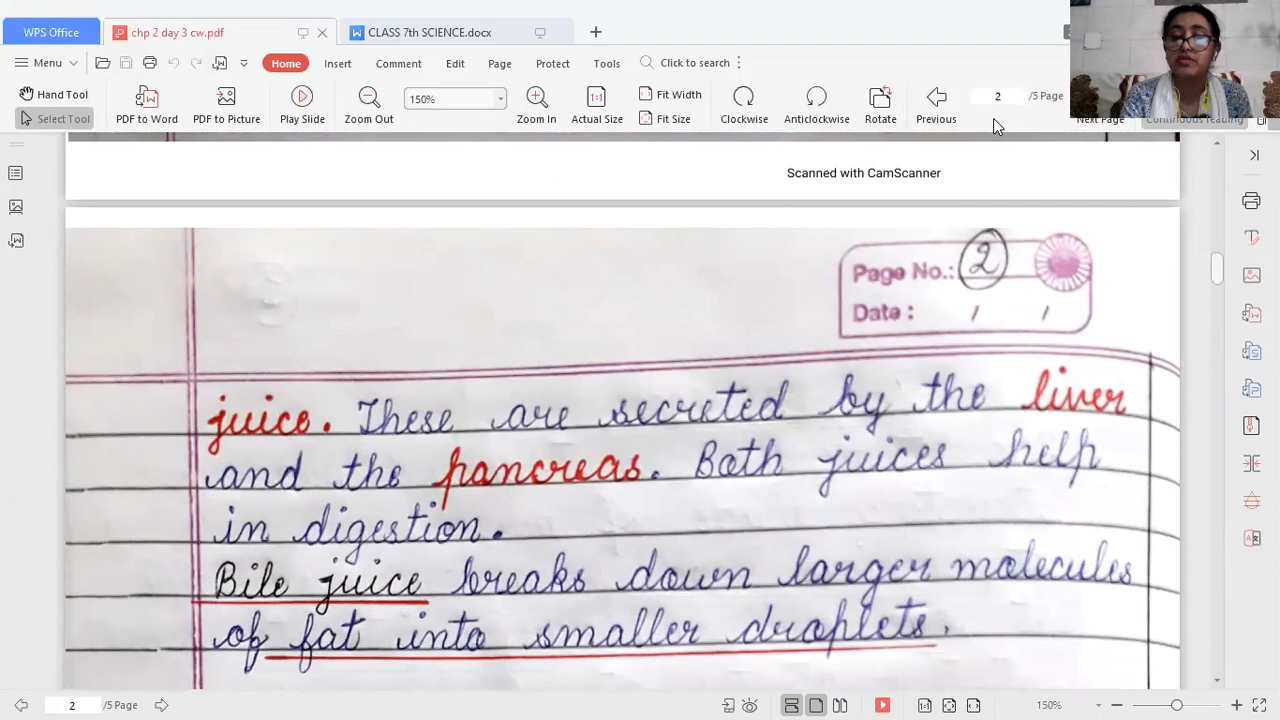 WPS Office
chp 2 day 3 cw.pdf
CLASS 7th SCIENCE.docx
Menu
Home
Insert
Comment
Edit
Page
Protect
Tools
Click to search
Hand Tool
Select Tool
PDF to Word
PDF to Picture
Play Slide
Zoom Out
150%
Zoom In
Actual Size
Fit Width
Fit Size
Clockwise
Anticlockwise
Rotate
Previous
2 /5 Page
Next Page
Continuous reading
Scanned with CamScanner
Page No.: 2
Date : / /
juice. These are secreted by the liver
and the pancreas. Both juices help
in digestion.
Bile juice breaks down larger molecules
of fat into smaller droplets.
2 /5 Page
150%